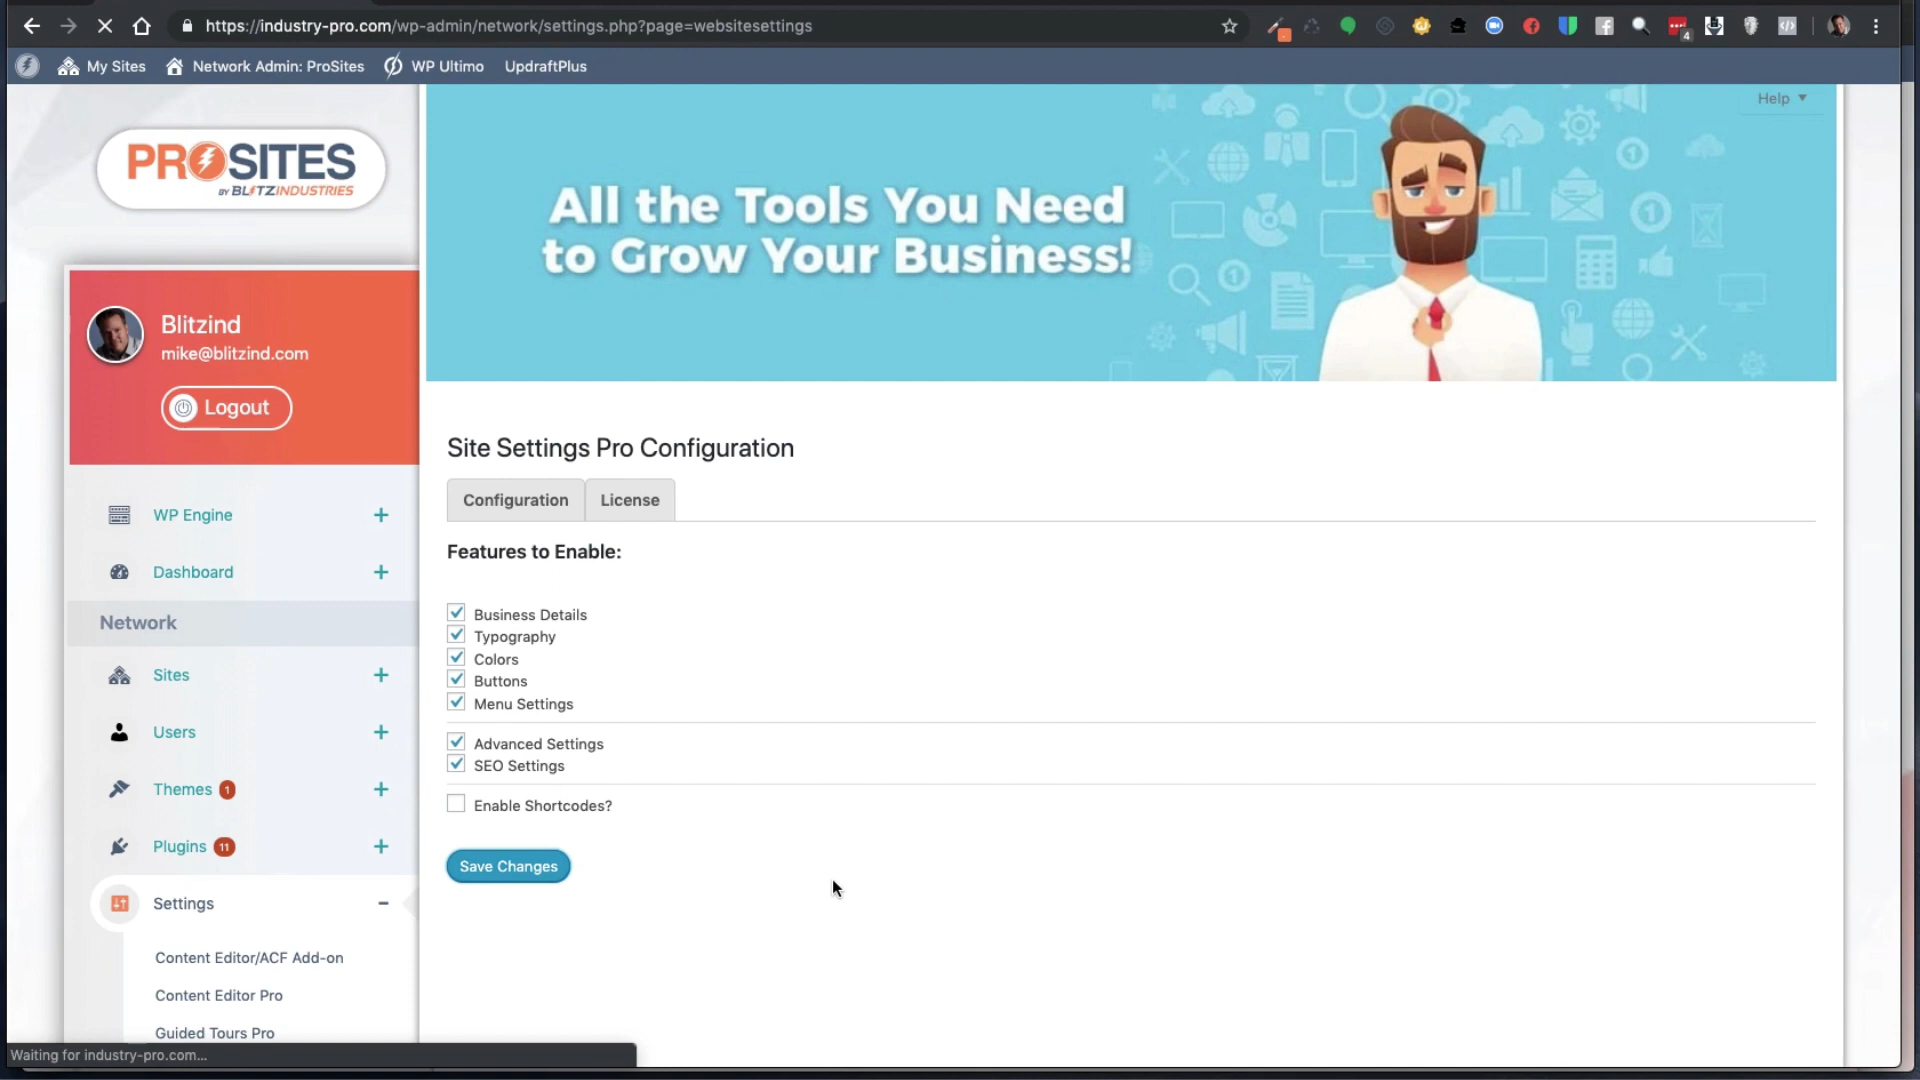 https://industry-pro.com/wp-admin/network/settings.php?page=websitesettings
4
My Sites
Network Admin: ProSites
WP Ultimo
UpdraftPlus
Help
PROSITES
BY BLITZINDUSTRIES
All the Tools You Need
to Grow Your Business!
Blitzind
mike@blitzind.com
Logout
WP Engine
Dashboard
Network
Sites
Users
Themes 1
Plugins 11
Settings
Content Editor/ACF Add-on
Content Editor Pro
Guided Tours Pro
Site Settings Pro Configuration
Configuration
License
Features to Enable:
Business Details
Typography
Colors
Buttons
Menu Settings
Advanced Settings
SEO Settings
Enable Shortcodes?
Save Changes
Waiting for industry-pro.com...